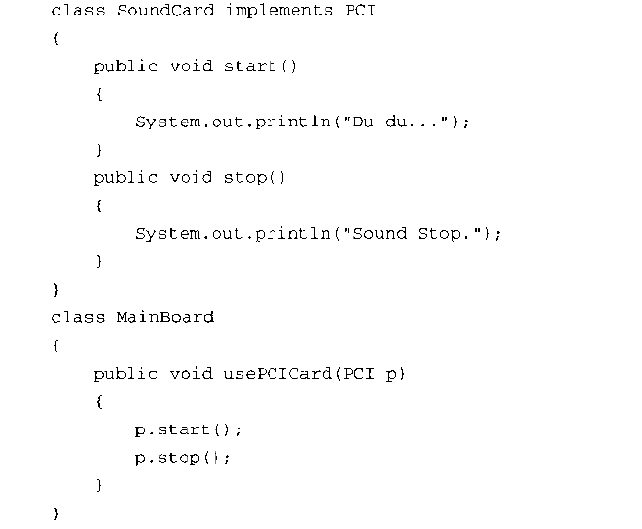 class SoundCard implements PCI
{
    public void start()
    {
        System.out.println("Du du...");
    }
    public void stop()
    {
        System.out.println("Sound Stop.");
    }
}
class MainBoard
{
    public void usePCICard(PCI p)
    {
        p.start();
        p.stop();
    }
}